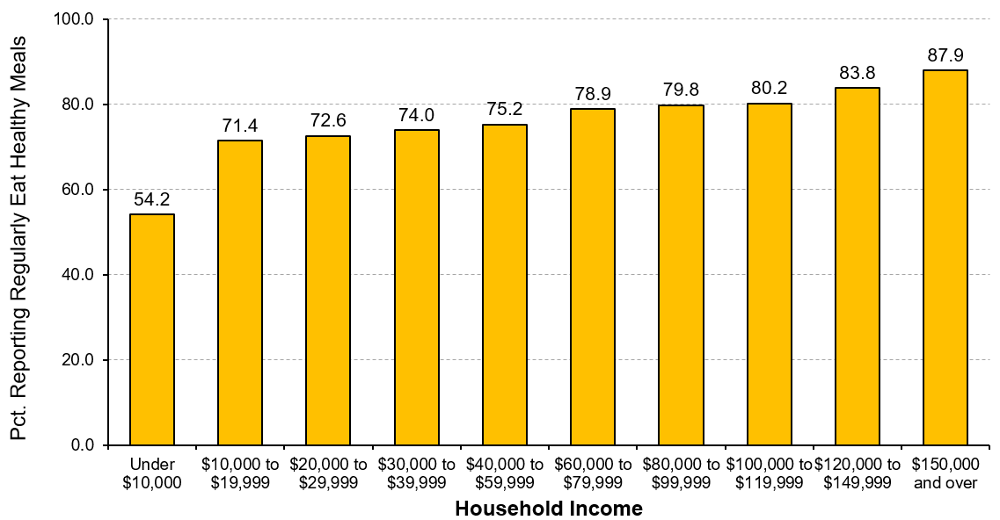 Pct. Reporting Regularly Eat Healthy Meals
100.0
80.0
60.0
40.0
20.0
0.0
54.2
71.4
72.6
74.0
75.2
78.9
79.8
80.2
83.8
87.9
Under
$10,000
$10,000 to
$19,999
$20,000 to
$29,999
$30,000 to
$39,999
$40,000 to
$59,999
$60,000 to
$79,999
$80,000 to
$99,999
$100,000 to
$119,999
$120,000 to
$149,999
$150,000
and over
Household Income